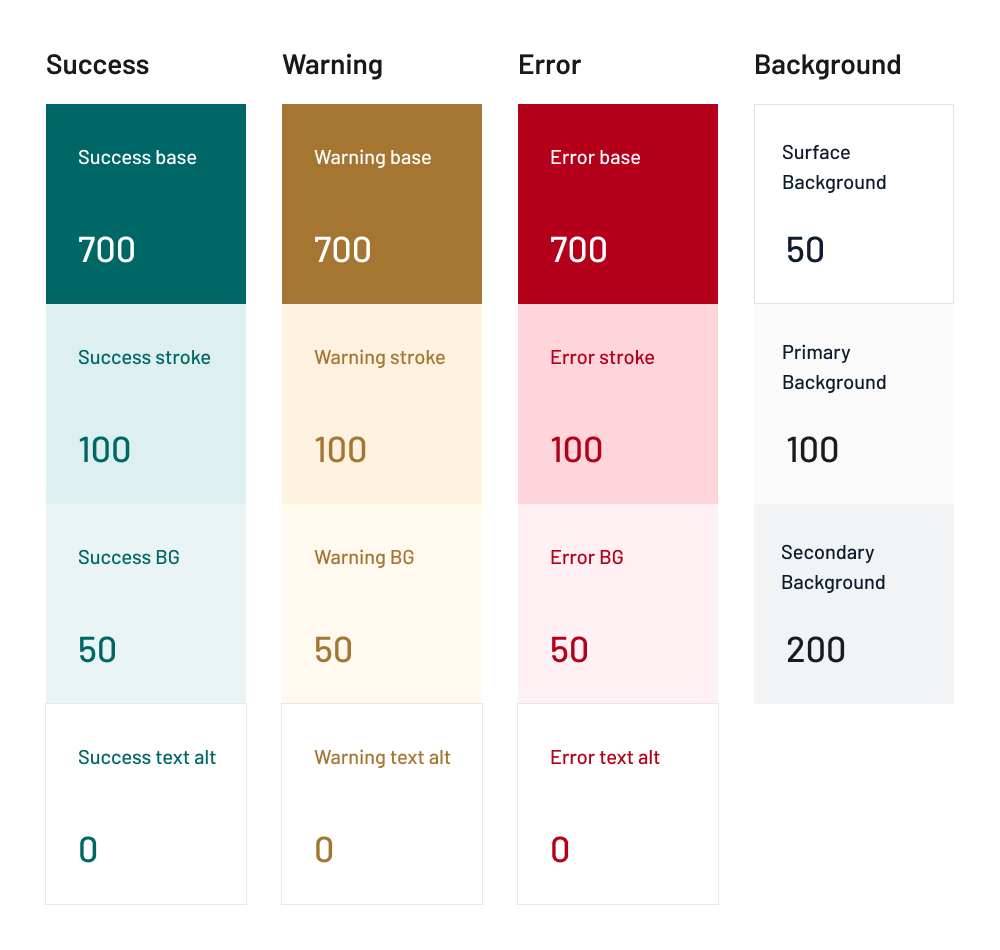 Success
Success base
700
Success stroke
100
Success BG
50
Success text alt
0
Warning
Warning base
700
Warning stroke
100
Warning BG
50
Warning text alt
0
Error
Error base
700
Error stroke
100
Error BG
50
Error text alt
0
Background
Surface
Background
50
Primary
Background
100
Secondary
Background
200